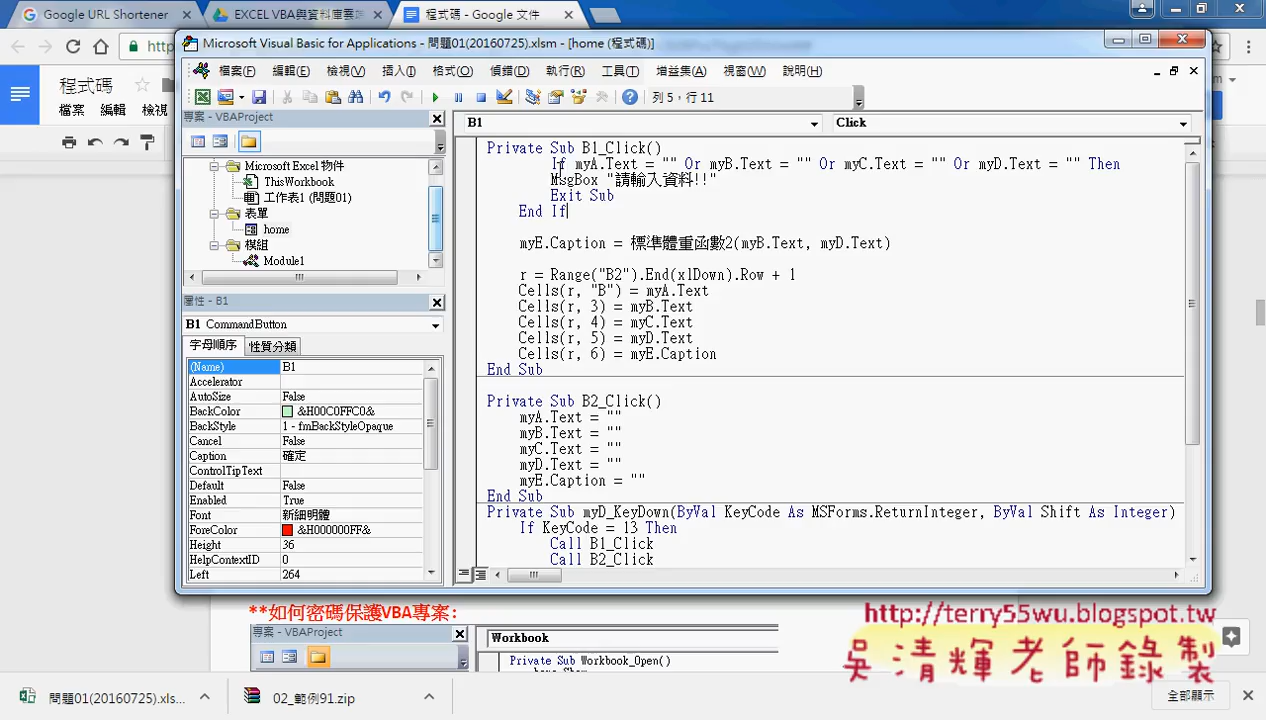 Google URL Shortener
EXCEL VBA與資料庫雲端
程式碼 - Google 文件
http
程式碼
檔案 編輯 檢視
Microsoft Visual Basic for Applications - 問題01(20160725).xlsm - [home (程式碼)]
檔案(F) 編輯(E) 檢視(V) 插入(I) 格式(O) 偵錯(D) 執行(R) 工具(T) 增益集(A) 視窗(W) 說明(H)
列 5，行 11
專案 - VBAProject
Microsoft Excel 物件
ThisWorkbook
工作表1 (問題01)
表單
home
模組
Module1
屬性 - B1
B1 CommandButton
字母順序 性質分類
(Name) B1
Accelerator
AutoSize False
BackColor &H00C0FFC0&
BackStyle 1 - fmBackStyleOpaque
Cancel False
Caption 確定
ControlTipText
Default False
Enabled True
Font 新細明體
ForeColor &H000000FF&
Height 36
HelpContextID 0
Left 264
B1 Click
Private Sub B1_Click()
If myA.Text = "" Or myB.Text = "" Or myC.Text = "" Or myD.Text = "" Then
MsgBox "請輸入資料!!"
Exit Sub
End If
myE.Caption = 標準體重函數2(myB.Text, myD.Text)
r = Range("B2").End(xlDown).Row + 1
Cells(r, "B") = myA.Text
Cells(r, 3) = myB.Text
Cells(r, 4) = myC.Text
Cells(r, 5) = myD.Text
Cells(r, 6) = myE.Caption
End Sub
Private Sub B2_Click()
myA.Text = ""
myB.Text = ""
myC.Text = ""
myD.Text = ""
myE.Caption = ""
End Sub
Private Sub myD_KeyDown(ByVal KeyCode As MSForms.ReturnInteger, ByVal Shift As Integer)
If KeyCode = 13 Then
Call B1_Click
Call B2_Click
**如何密碼保護VBA專案:
專案 - VBAProject
Workbook
Private Sub Workbook_Open()
http://terry55wu.blogspot.tw
吳清輝老師錄製
問題01(20160725).xls...
02_範例91.zip
全部顯示